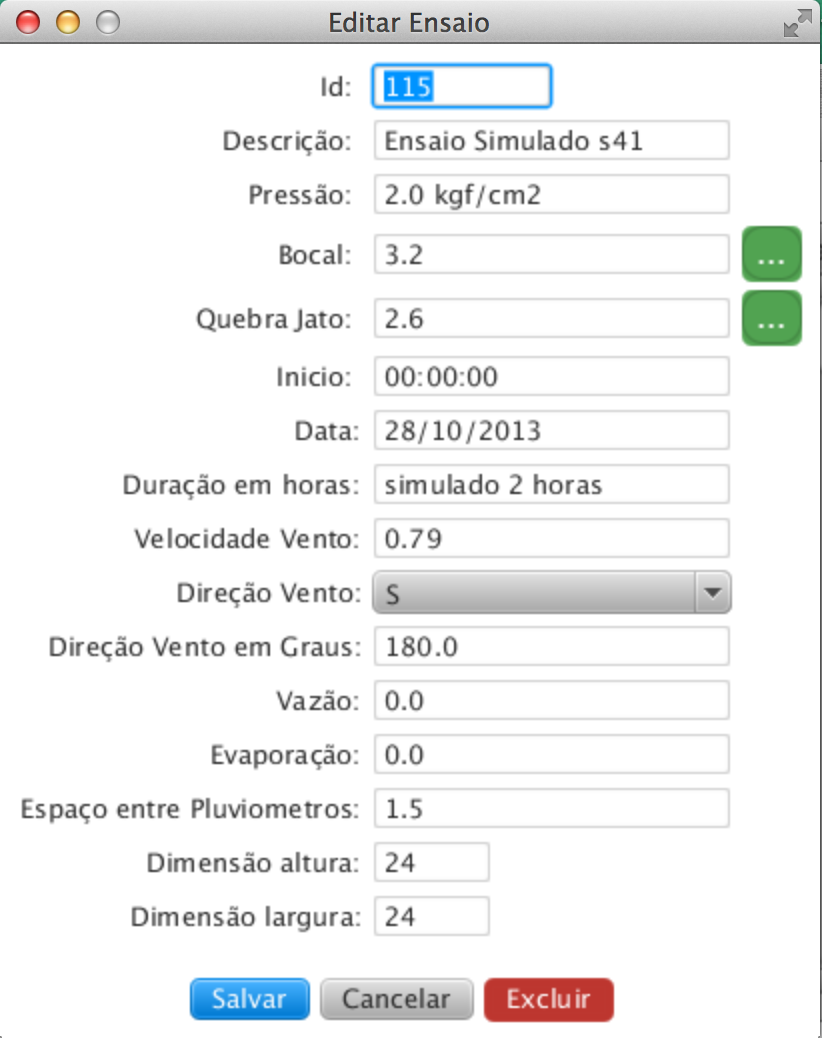 Editar Ensaio
Id: 115
Descrição: Ensaio Simulado s41
Pressão: 2.0 kgf/cm2
Bocal: 3.2 ...
Quebra Jato: 2.6 ...
Inicio: 00:00:00
Data: 28/10/2013
Duração em horas: simulado 2 horas
Velocidade Vento: 0.79
Direção Vento: S
Direção Vento em Graus: 180.0
Vazão: 0.0
Evaporação: 0.0
Espaço entre Pluviometros: 1.5
Dimensão altura: 24
Dimensão largura: 24
Salvar Cancelar Excluir